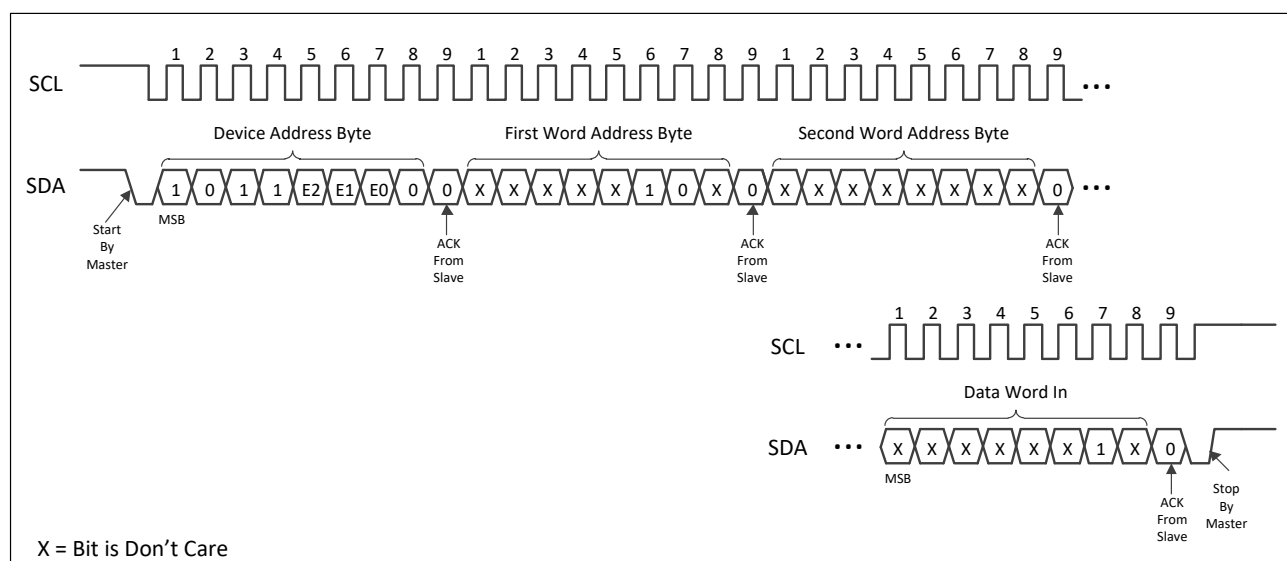 1 2 3 4 5 6 7 8 9 1 2 3 4 5 6 7 8 9 1 2 3 4 5 6 7 8 9
SCL •••
Device Address Byte First Word Address Byte Second Word Address Byte
SDA 1 0 1 1 E2 E1 E0 0 0 X X X X X 1 0 X 0 X X X X X X X X 0 •••
MSB
Start
By
Master
ACK
From
Slave
ACK
From
Slave
ACK
From
Slave
1 2 3 4 5 6 7 8 9
SCL •••
Data Word In
SDA ••• X X X X X X 1 X 0
MSB
ACK
From
Slave
Stop
By
Master
X = Bit is Don’t Care